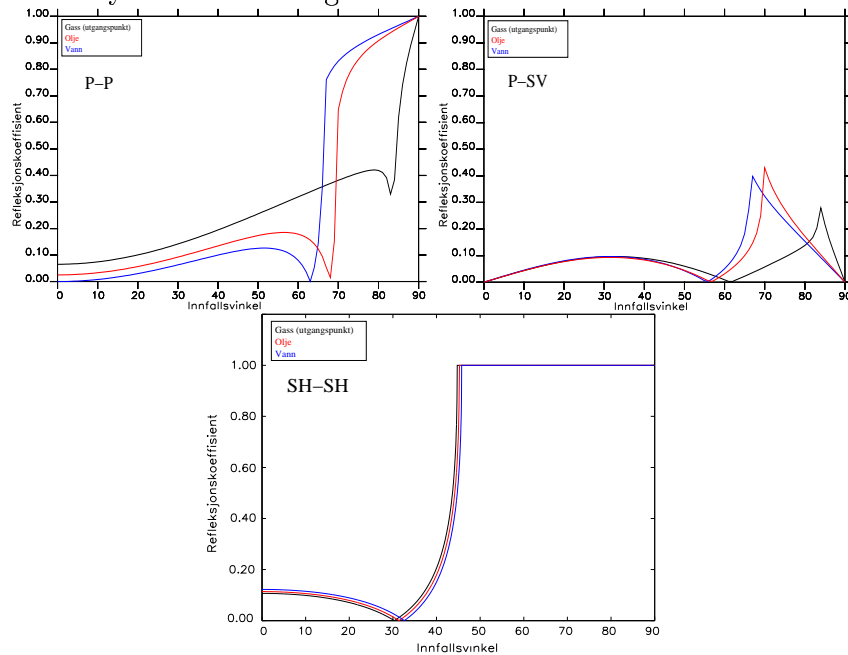 1.00
0.90
0.80
0.70
0.60
0.50
0.40
0.30
0.20
0.10
0.00
Refleksjonskoeffisient
Gass (utgangspunkt)
Olje
Vann
P–P
0 10 20 30 40 50 60 70 80 90
Innfallsvinkel
1.00
0.90
0.80
0.70
0.60
0.50
0.40
0.30
0.20
0.10
0.00
Refleksjonskoeffisient
Gass (utgangspunkt)
Olje
Vann
P–SV
0 10 20 30 40 50 60 70 80 90
Innfallsvinkel
1.00
0.80
0.60
0.40
0.20
0.00
Refleksjonskoeffisient
Gass (utgangspunkt)
Olje
Vann
SH–SH
0 10 20 30 40 50 60 70 80 90
Innfallsvinkel